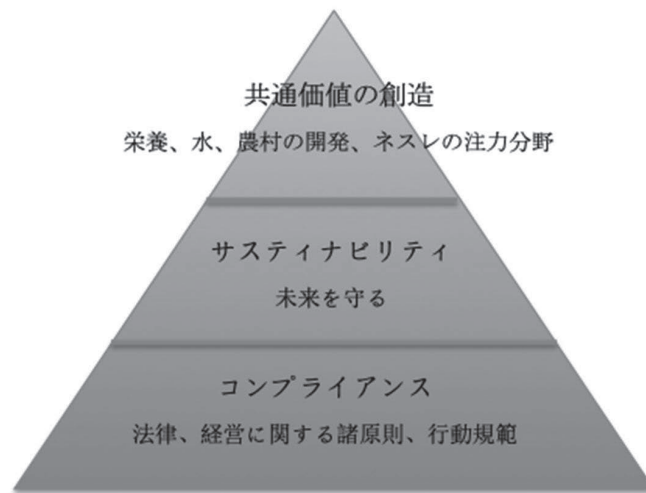 共通価値の創造
栄養、水、農村の開発、ネスレの注力分野
サスティナビリティ
未来を守る
コンプライアンス
法律、経営に関する諸原則、行動規範